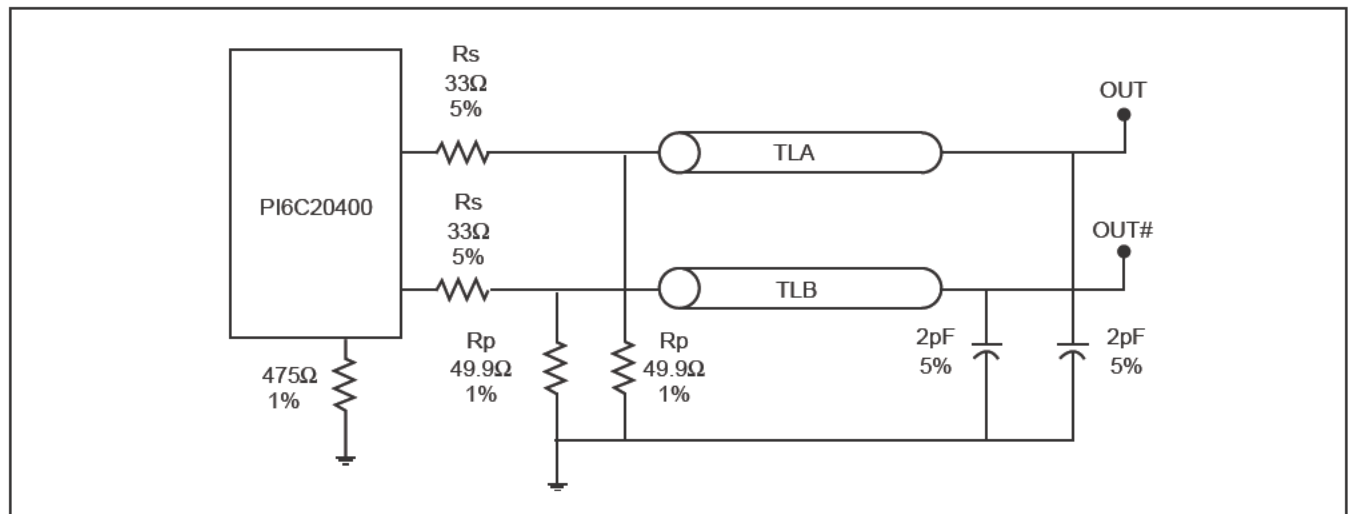 Rs
33Ω
5%
OUT
TLA
PI6C20400
Rs
33Ω
5%
OUT#
TLB
Rp
49.9Ω
1%
Rp
49.9Ω
1%
2pF
5%
2pF
5%
475Ω
1%